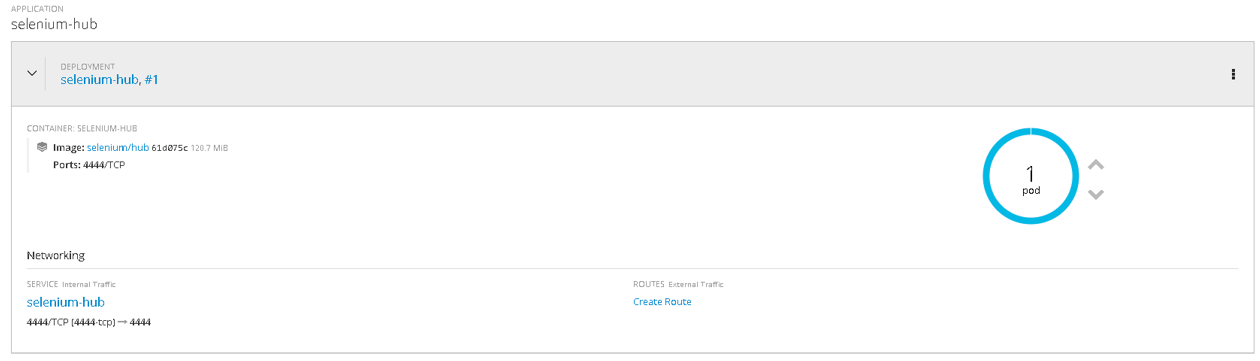 APPLICATION
selenium-hub
DEPLOYMENT
selenium-hub, #1
CONTAINER: SELENIUM-HUB
Image: selenium/hub 61d075c 120.7 MiB
Ports: 4444/TCP
1
pod
Networking
SERVICE Internal Traffic
selenium-hub
4444/TCP (4444-tcp) → 4444
ROUTES External Traffic
Create Route